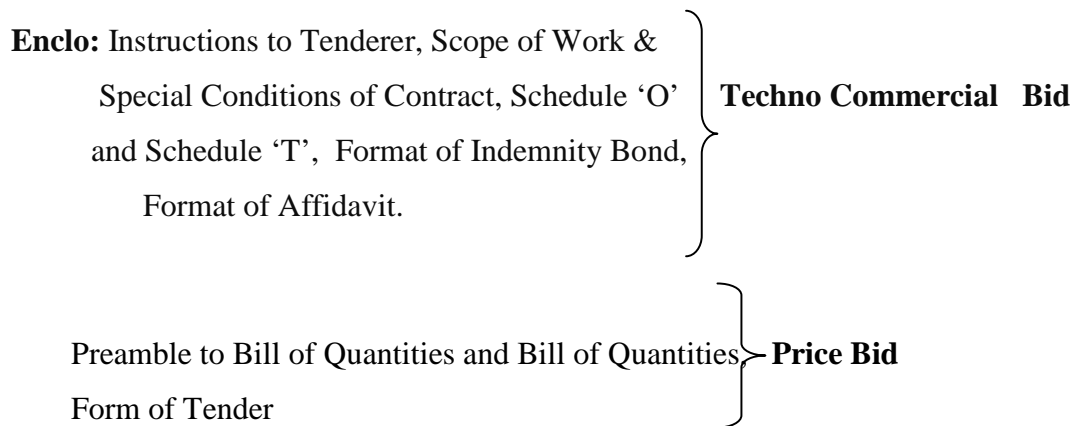 Enclo: Instructions to Tenderer, Scope of Work &
Special Conditions of Contract, Schedule ‘O’
and Schedule ‘T’, Format of Indemnity Bond,
Format of Affidavit.
Techno Commercial Bid
Preamble to Bill of Quantities and Bill of Quantities,
Form of Tender
Price Bid